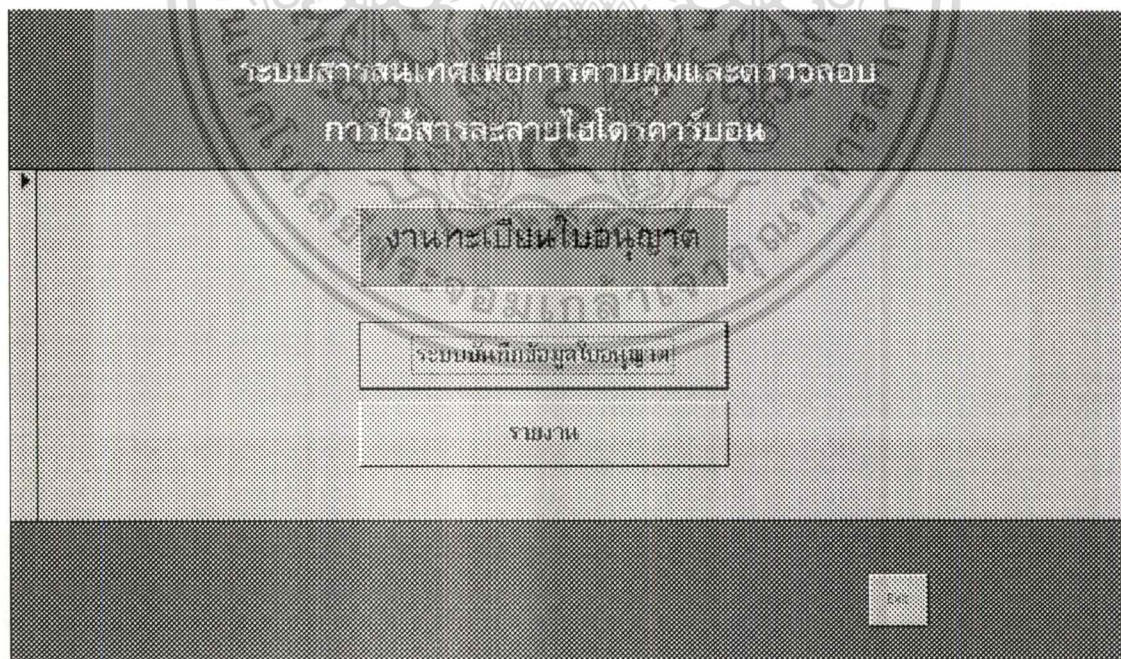 ระบบสารสนเทศเพื่อการควบคุมและตรวจสอบ
การใช้สารละลายไฮโดรคาร์บอน
งานทะเบียนใบอนุญาต
ระบบบันทึกข้อมูลใบอนุญาต
รายงาน
EXIT